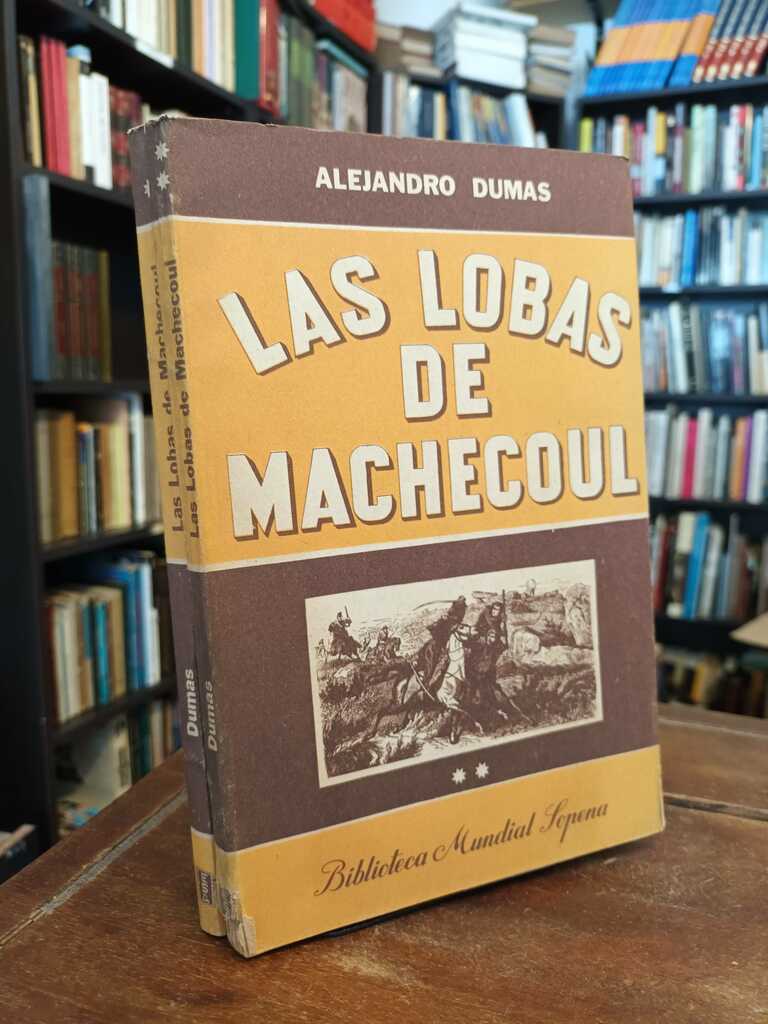 ALEJANDRO DUMAS
LAS LOBAS
DE
MACHECOUL
Biblioteca Mundial Sopena
Las Lobas de Machecoul
Dumas
Las Lobas de Machecoul
Dumas